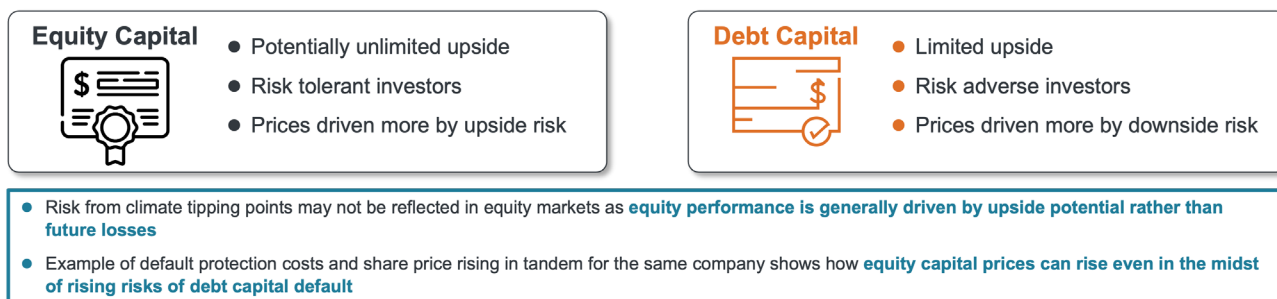 Equity Capital
$
● Potentially unlimited upside
● Risk tolerant investors
● Prices driven more by upside risk
Debt Capital
$
● Limited upside
● Risk adverse investors
● Prices driven more by downside risk
● Risk from climate tipping points may not be reflected in equity markets as equity performance is generally driven by upside potential rather than
future losses
● Example of default protection costs and share price rising in tandem for the same company shows how equity capital prices can rise even in the midst
of rising risks of debt capital default